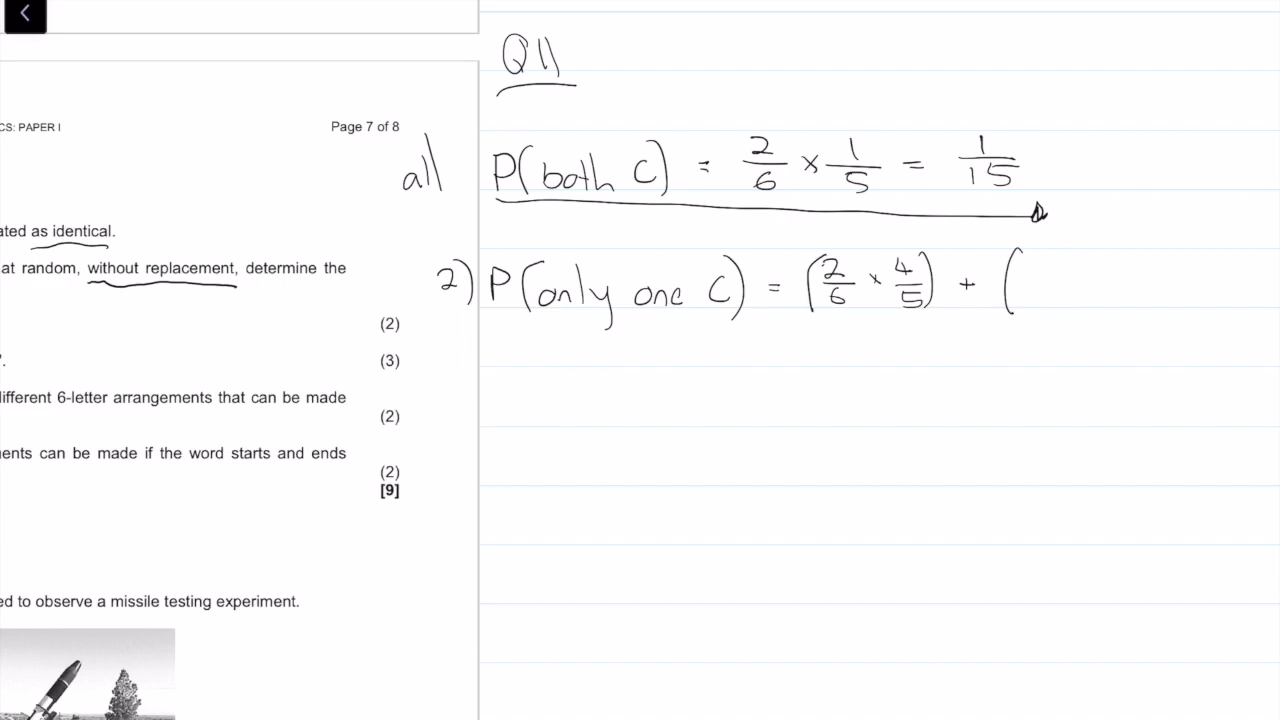 CS: PAPER I
Page 7 of 8
ated as identical.
at random, without replacement, determine the
(2)
'. (3)
ifferent 6-letter arrangements that can be made
(2)
ents can be made if the word starts and ends
(2)
[9]
ed to observe a missile testing experiment.
Q11
a)1) P(both C) = 2/6 × 1/5 = 1/15
2) P(only one C) = (2/6 × 4/5) + (